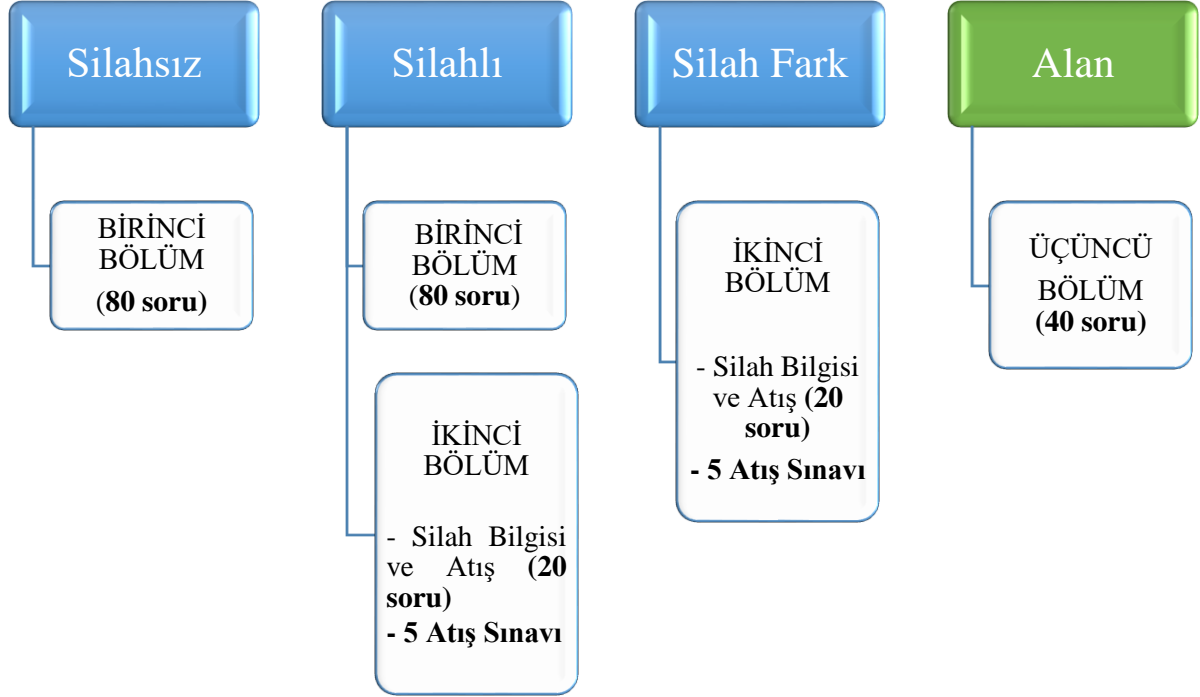 Silahsız
BİRİNCİ
BÖLÜM
(80 soru)
Silahlı
BİRİNCİ
BÖLÜM
(80 soru)
İKİNCİ
BÖLÜM
- Silah Bilgisi
ve Atış (20
soru)
- 5 Atış Sınavı
Silah Fark
İKİNCİ
BÖLÜM
- Silah Bilgisi
ve Atış (20
soru)
- 5 Atış Sınavı
Alan
ÜÇÜNCÜ
BÖLÜM
(40 soru)